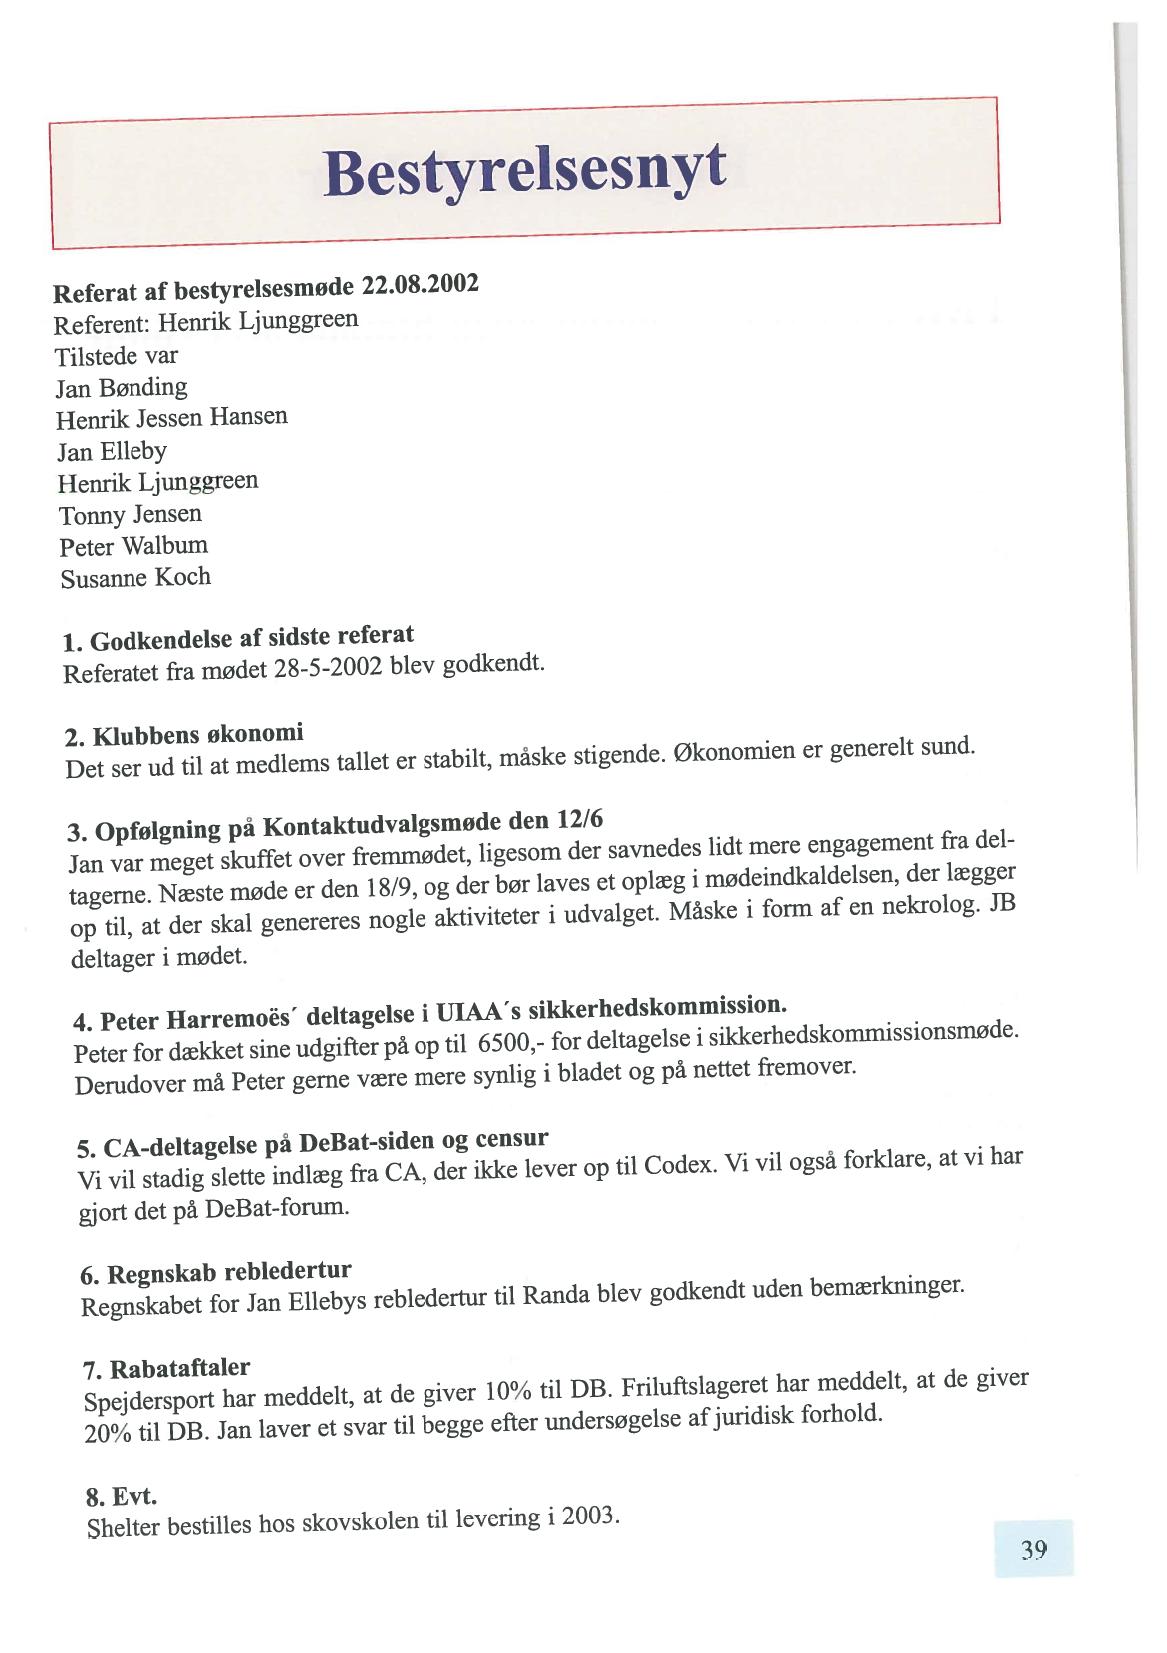 Bestyrelsesnyt
Referat af bestyrelsesmøde 22.08.2002
Referent: Henrik Ljunggreen
Tilstede var
Jan Bønding
Henrik Jessen Hansen
Jan Elleby
Henrik Ljunggreen
Tonny Jensen
Peter Walbum
Susanne Koch
1. Godkendelse af sidste referat
Referatet fra mødet 28-5-2002 blev godkendt.
2. Klubbens økonomi
Det ser ud til at medlems tallet er stabilt, måske stigende. Økonomien er generelt sund.
3. Opfølgning på Kontaktudvalgsmøde den 12/6
Jan var meget skuffet over fremmødet, ligesom der savnedes lidt mere engagement fra del-
tagerne. Næste møde er den 18/9, og der bør laves et oplæg i mødeindkaldelsen, der lægger
op til, at der skal genereres nogle aktiviteter i udvalget. Måske i form af en nekrolog. JB
deltager i mødet.
4. Peter Harremoës´ deltagelse i UIAA´s sikkerhedskommission.
Peter for dækket sine udgifter på op til 6500,- for deltagelse i sikkerhedskommissionsmøde.
Derudover må Peter gerne være mere synlig i bladet og på nettet fremover.
5. CA-deltagelse på DeBat-siden og censur
Vi vil stadig slette indlæg fra CA, der ikke lever op til Codex. Vi vil også forklare, at vi har
gjort det på DeBat-forum.
6. Regnskab rebledertur
Regnskabet for Jan Ellebys rebledertur til Randa blev godkendt uden bemærkninger.
7. Rabataftaler
Spejdersport har meddelt, at de giver 10% til DB. Friluftslageret har meddelt, at de giver
20% til DB. Jan laver et svar til begge efter undersøgelse af juridisk forhold.
8. Evt.
Shelter bestilles hos skovskolen til levering i 2003.
39